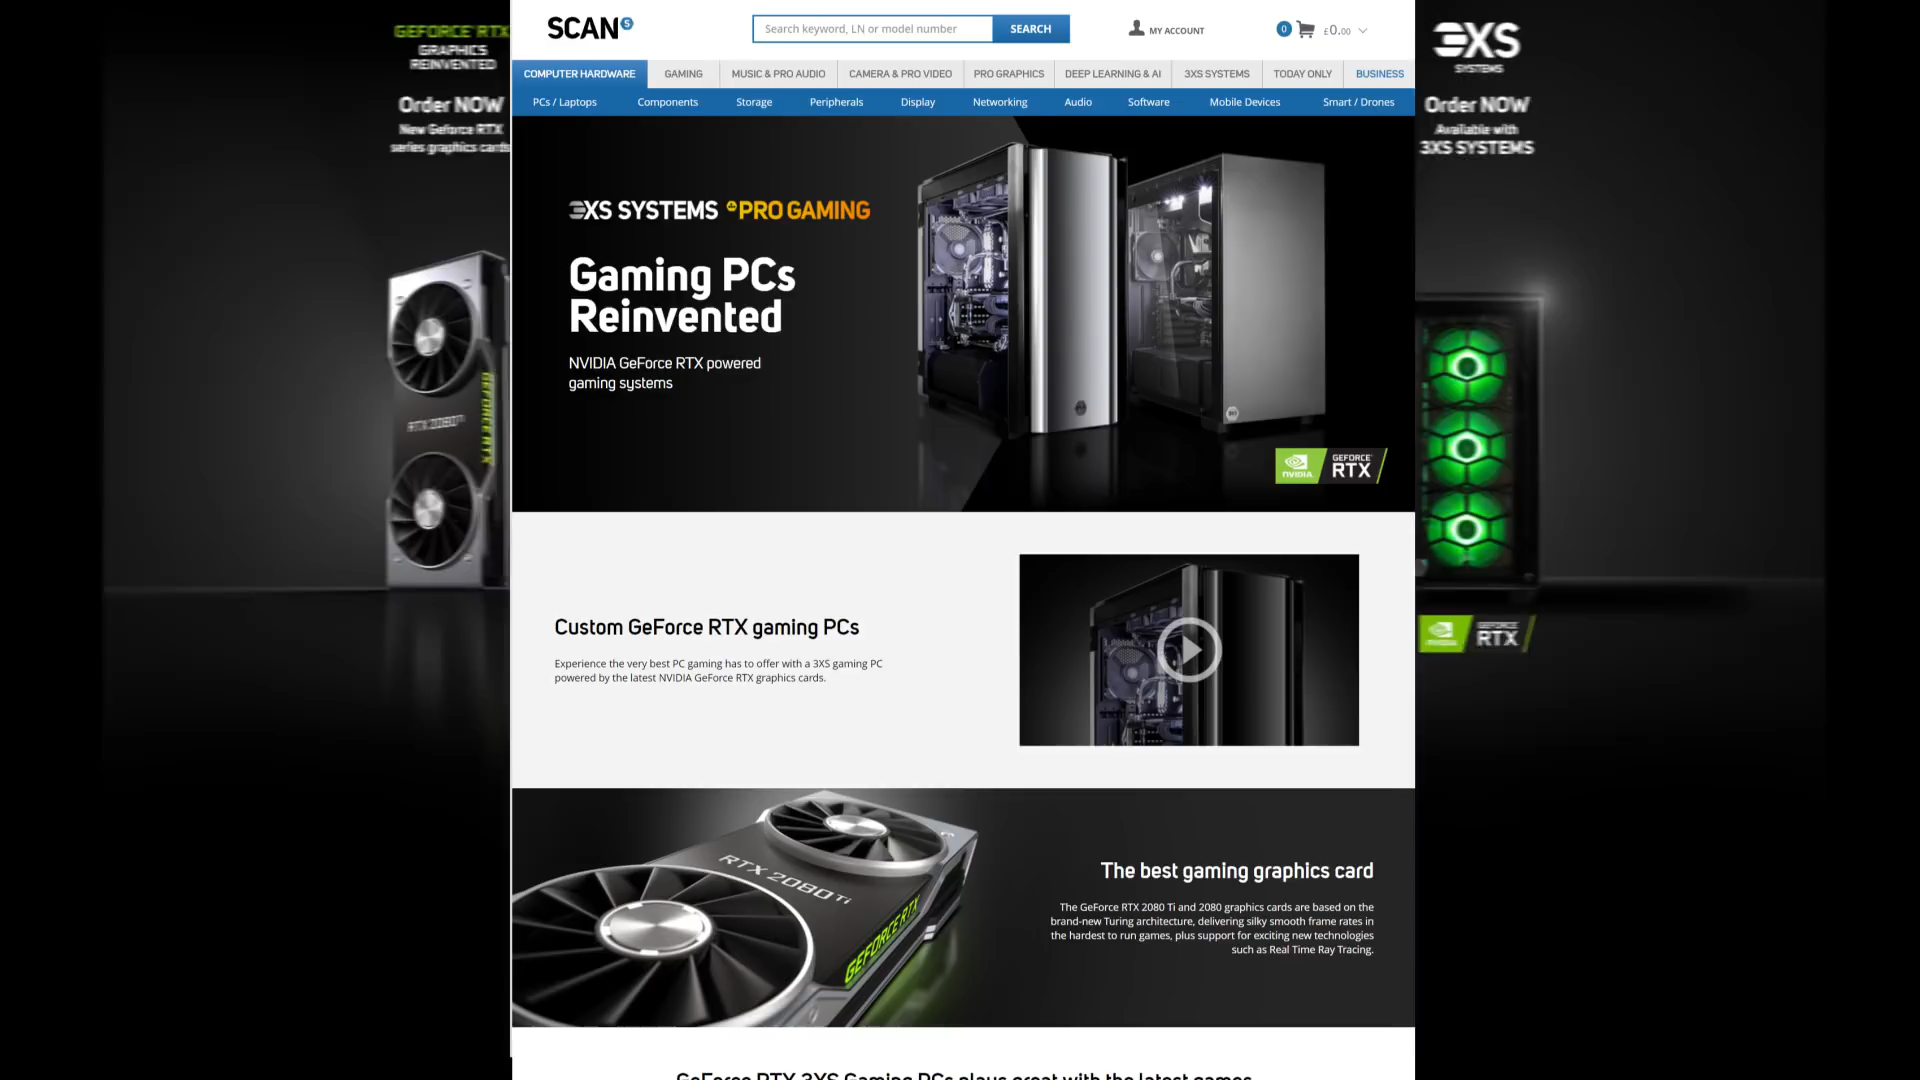 GEFORCE RTX
GRAPHICS
REINVENTED
Order NOW
New Geforce RTX
series graphics cards
RTX 2080 Ti
GEFORCE RTX
SCAN S
Search keyword, LN or model number
SEARCH
MY ACCOUNT
0
£0.00
COMPUTER HARDWARE
GAMING
MUSIC & PRO AUDIO
CAMERA & PRO VIDEO
PRO GRAPHICS
DEEP LEARNING & AI
3XS SYSTEMS
TODAY ONLY
BUSINESS
PCs / Laptops
Components
Storage
Peripherals
Display
Networking
Audio
Software
Mobile Devices
Smart / Drones
3XS SYSTEMS PRO GAMING
Gaming PCs
Reinvented
NVIDIA GeForce RTX powered
gaming systems
NVIDIA
GEFORCE
RTX
Custom GeForce RTX gaming PCs
Experience the very best PC gaming has to offer with a 3XS gaming PC
powered by the latest NVIDIA GeForce RTX graphics cards.
RTX 2080 Ti
GEFORCE RTX
The best gaming graphics card
The GeForce RTX 2080 Ti and 2080 graphics cards are based on the
brand-new Turing architecture, delivering silky smooth frame rates in
the hardest to run games, plus support for exciting new technologies
such as Real Time Ray Tracing.
GeForce RTX 3XS Gaming PCs plays great with the latest games
3XS
SYSTEMS
Order NOW
Available with
3XS SYSTEMS
NVIDIA
GEFORCE
RTX